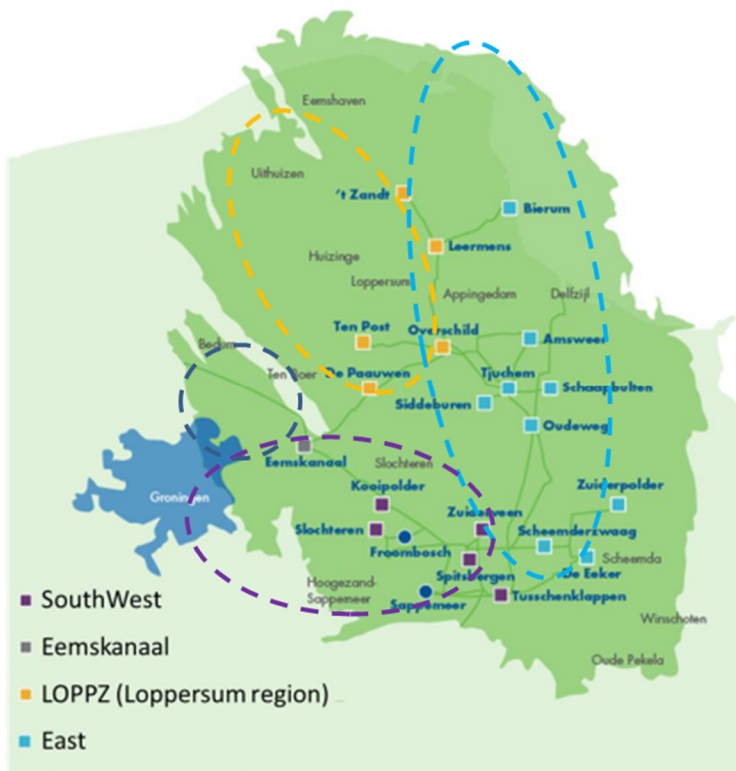 Eemshaven
Uithuizen
't Zandt
Bierum
Leermens
Huizinge
Loppersum
Appingedam
Delfzijl
Ten Post
Overschild
Amsweer
Bedum
Ten Boer
De Paauwen
Tjuchem
Schaapbulten
Siddeburen
Oudeweg
Eemskanaal
Slochteren
Kooipolder
Zuiderpolder
Groningen
Slochteren
Zuiderveen
Scheemderzwaag
Froombosch
Spitsbergen
De Eeker
Scheemda
Hoogezand-
Sappemeer
Sappemeer
Tusschenklappen
Winschoten
Oude Pekela
SouthWest
Eemskanaal
LOPPZ (Loppersum region)
East